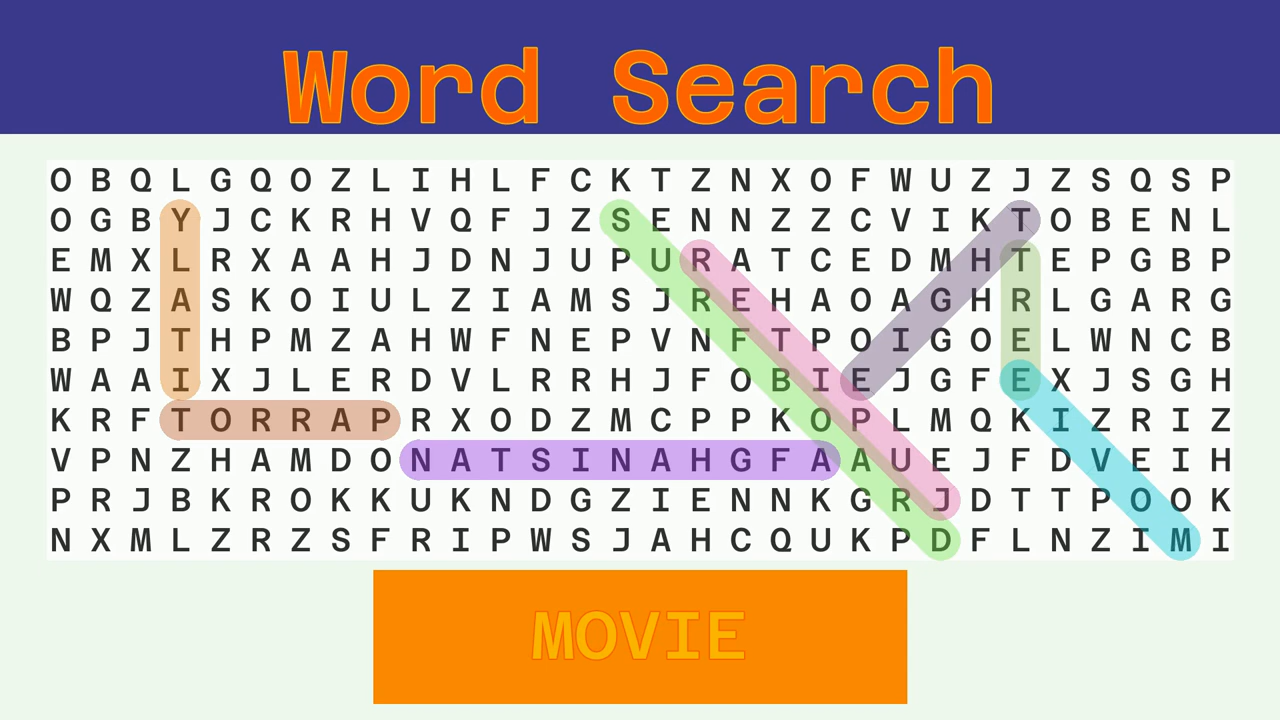 Word Search
O B Q L G Q O Z L I H L F C K T Z N X O F W U Z J Z S Q S P
O G B Y J C K R H V Q F J Z S E N N Z Z C V I K T O B E N L
E M X L R X A A H J D N J U P U R A T C E D M H T E P G B P
W Q Z A S K O I U L Z I A M S J R E H A O A G H R L G A R G
B P J T H P M Z A H W F N E P V N F T P O I G O E L W N C B
W A A I X J L E R D V L R R H J F O B I E J G F E X J S G H
K R F T O R R A P R X O D Z M C P P K O P L M Q K I Z R I Z
V P N Z H A M D O N A T S I N A H G F A A U E J F D V E I H
P R J B K R O K K U K N D G Z I E N N K G R J D T T P O O K
N X M L Z R Z S F R I P W S J A H C Q U K P D F L N Z I M I
MOVIE